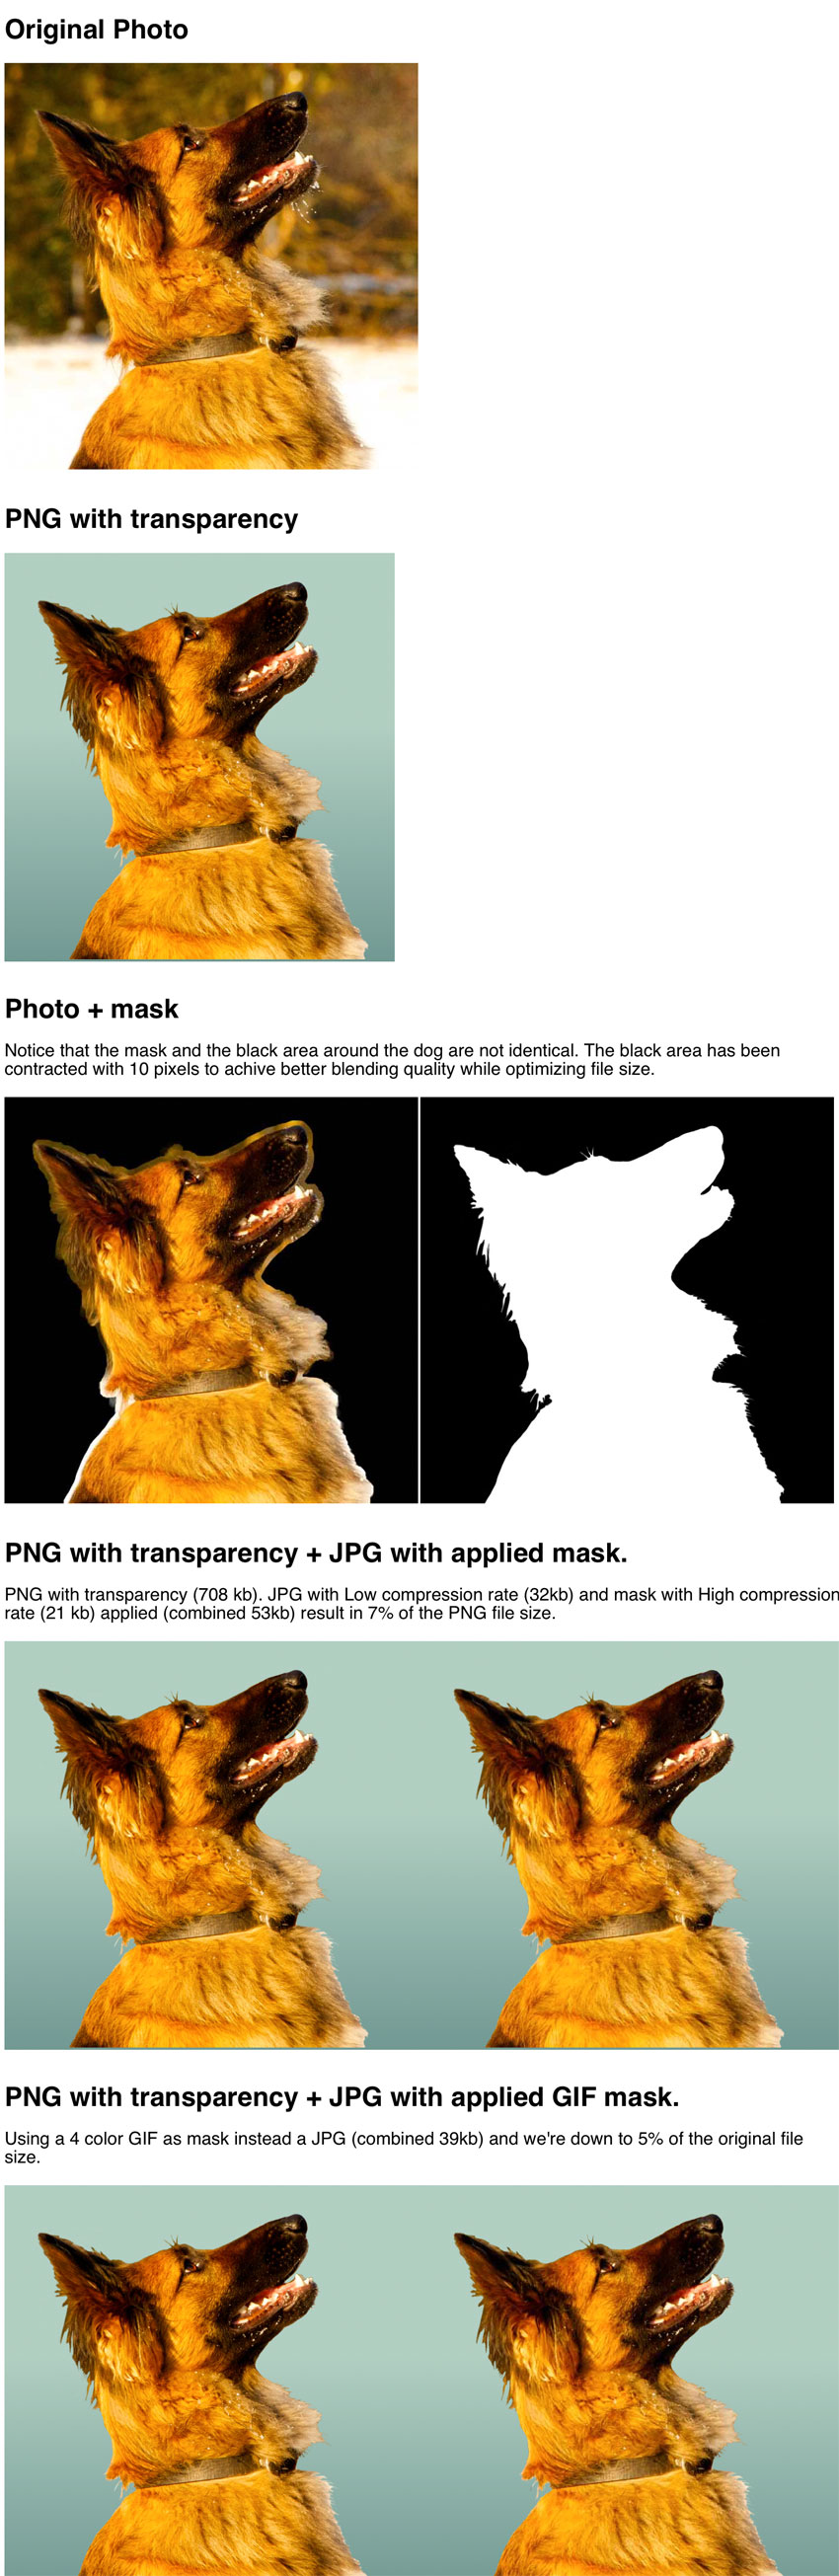 Original Photo
PNG with transparency
Photo + mask
Notice that the mask and the black area around the dog are not identical. The black area has been
contracted with 10 pixels to achive better blending quality while optimizing file size.
PNG with transparency + JPG with applied mask.
PNG with transparency (708 kb). JPG with Low compression rate (32kb) and mask with High compression
rate (21 kb) applied (combined 53kb) result in 7% of the PNG file size.
PNG with transparency + JPG with applied GIF mask.
Using a 4 color GIF as mask instead a JPG (combined 39kb) and we're down to 5% of the original file
size.